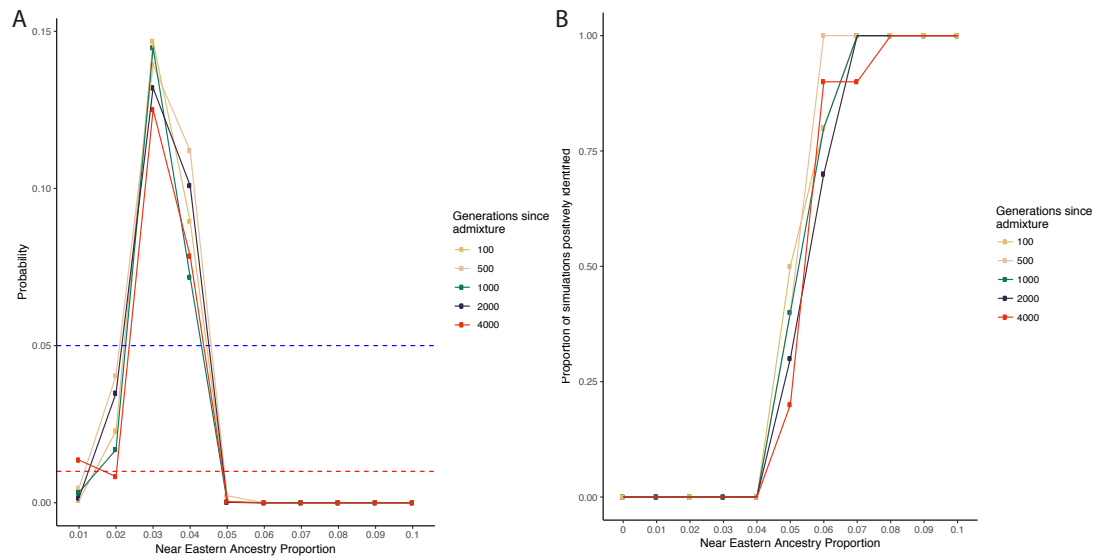 A
0.15
0.10
0.05
0.00
Probability
0.01 0.02 0.03 0.04 0.05 0.06 0.07 0.08 0.09 0.1
Near Eastern Ancestry Proportion
Generations since
admixture
100
500
1000
2000
4000
B
1.00
0.75
0.50
0.25
0.00
Proportion of simulations positively identified
0 0.01 0.02 0.03 0.04 0.05 0.06 0.07 0.08 0.09 0.1
Near Eastern Ancestry Proportion
Generations since
admixture
100
500
1000
2000
4000